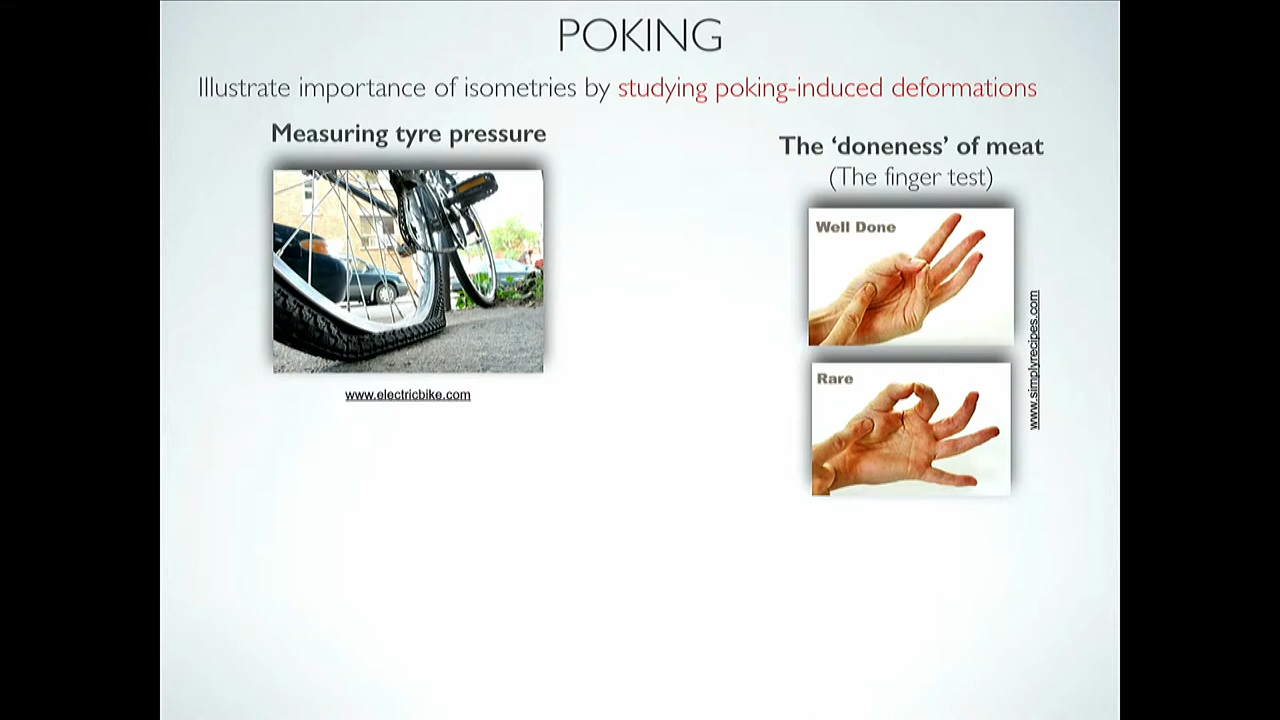 POKING
Illustrate importance of isometries by studying poking-induced deformations
Measuring tyre pressure
www.electricbike.com
The ‘doneness’ of meat
(The finger test)
Well Done
Rare
www.simplyrecipes.com